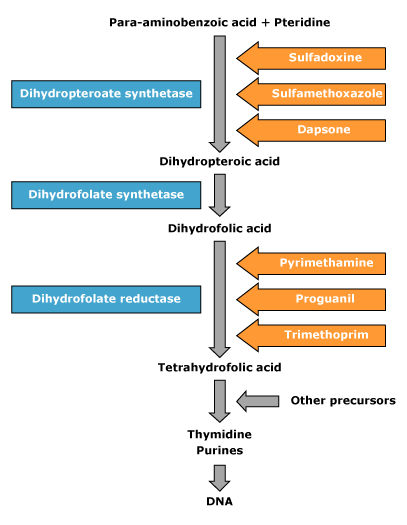 Para-aminobenzoic acid + Pteridine
Sulfadoxine
Dihydropteroate synthetase
Sulfamethoxazole
Dapsone
Dihydropteroic acid
Dihydrofolate synthetase
Dihydrofolic acid
Pyrimethamine
Dihydrofolate reductase
Proguanil
Trimethoprim
Tetrahydrofolic acid
Other precursors
Thymidine
Purines
DNA